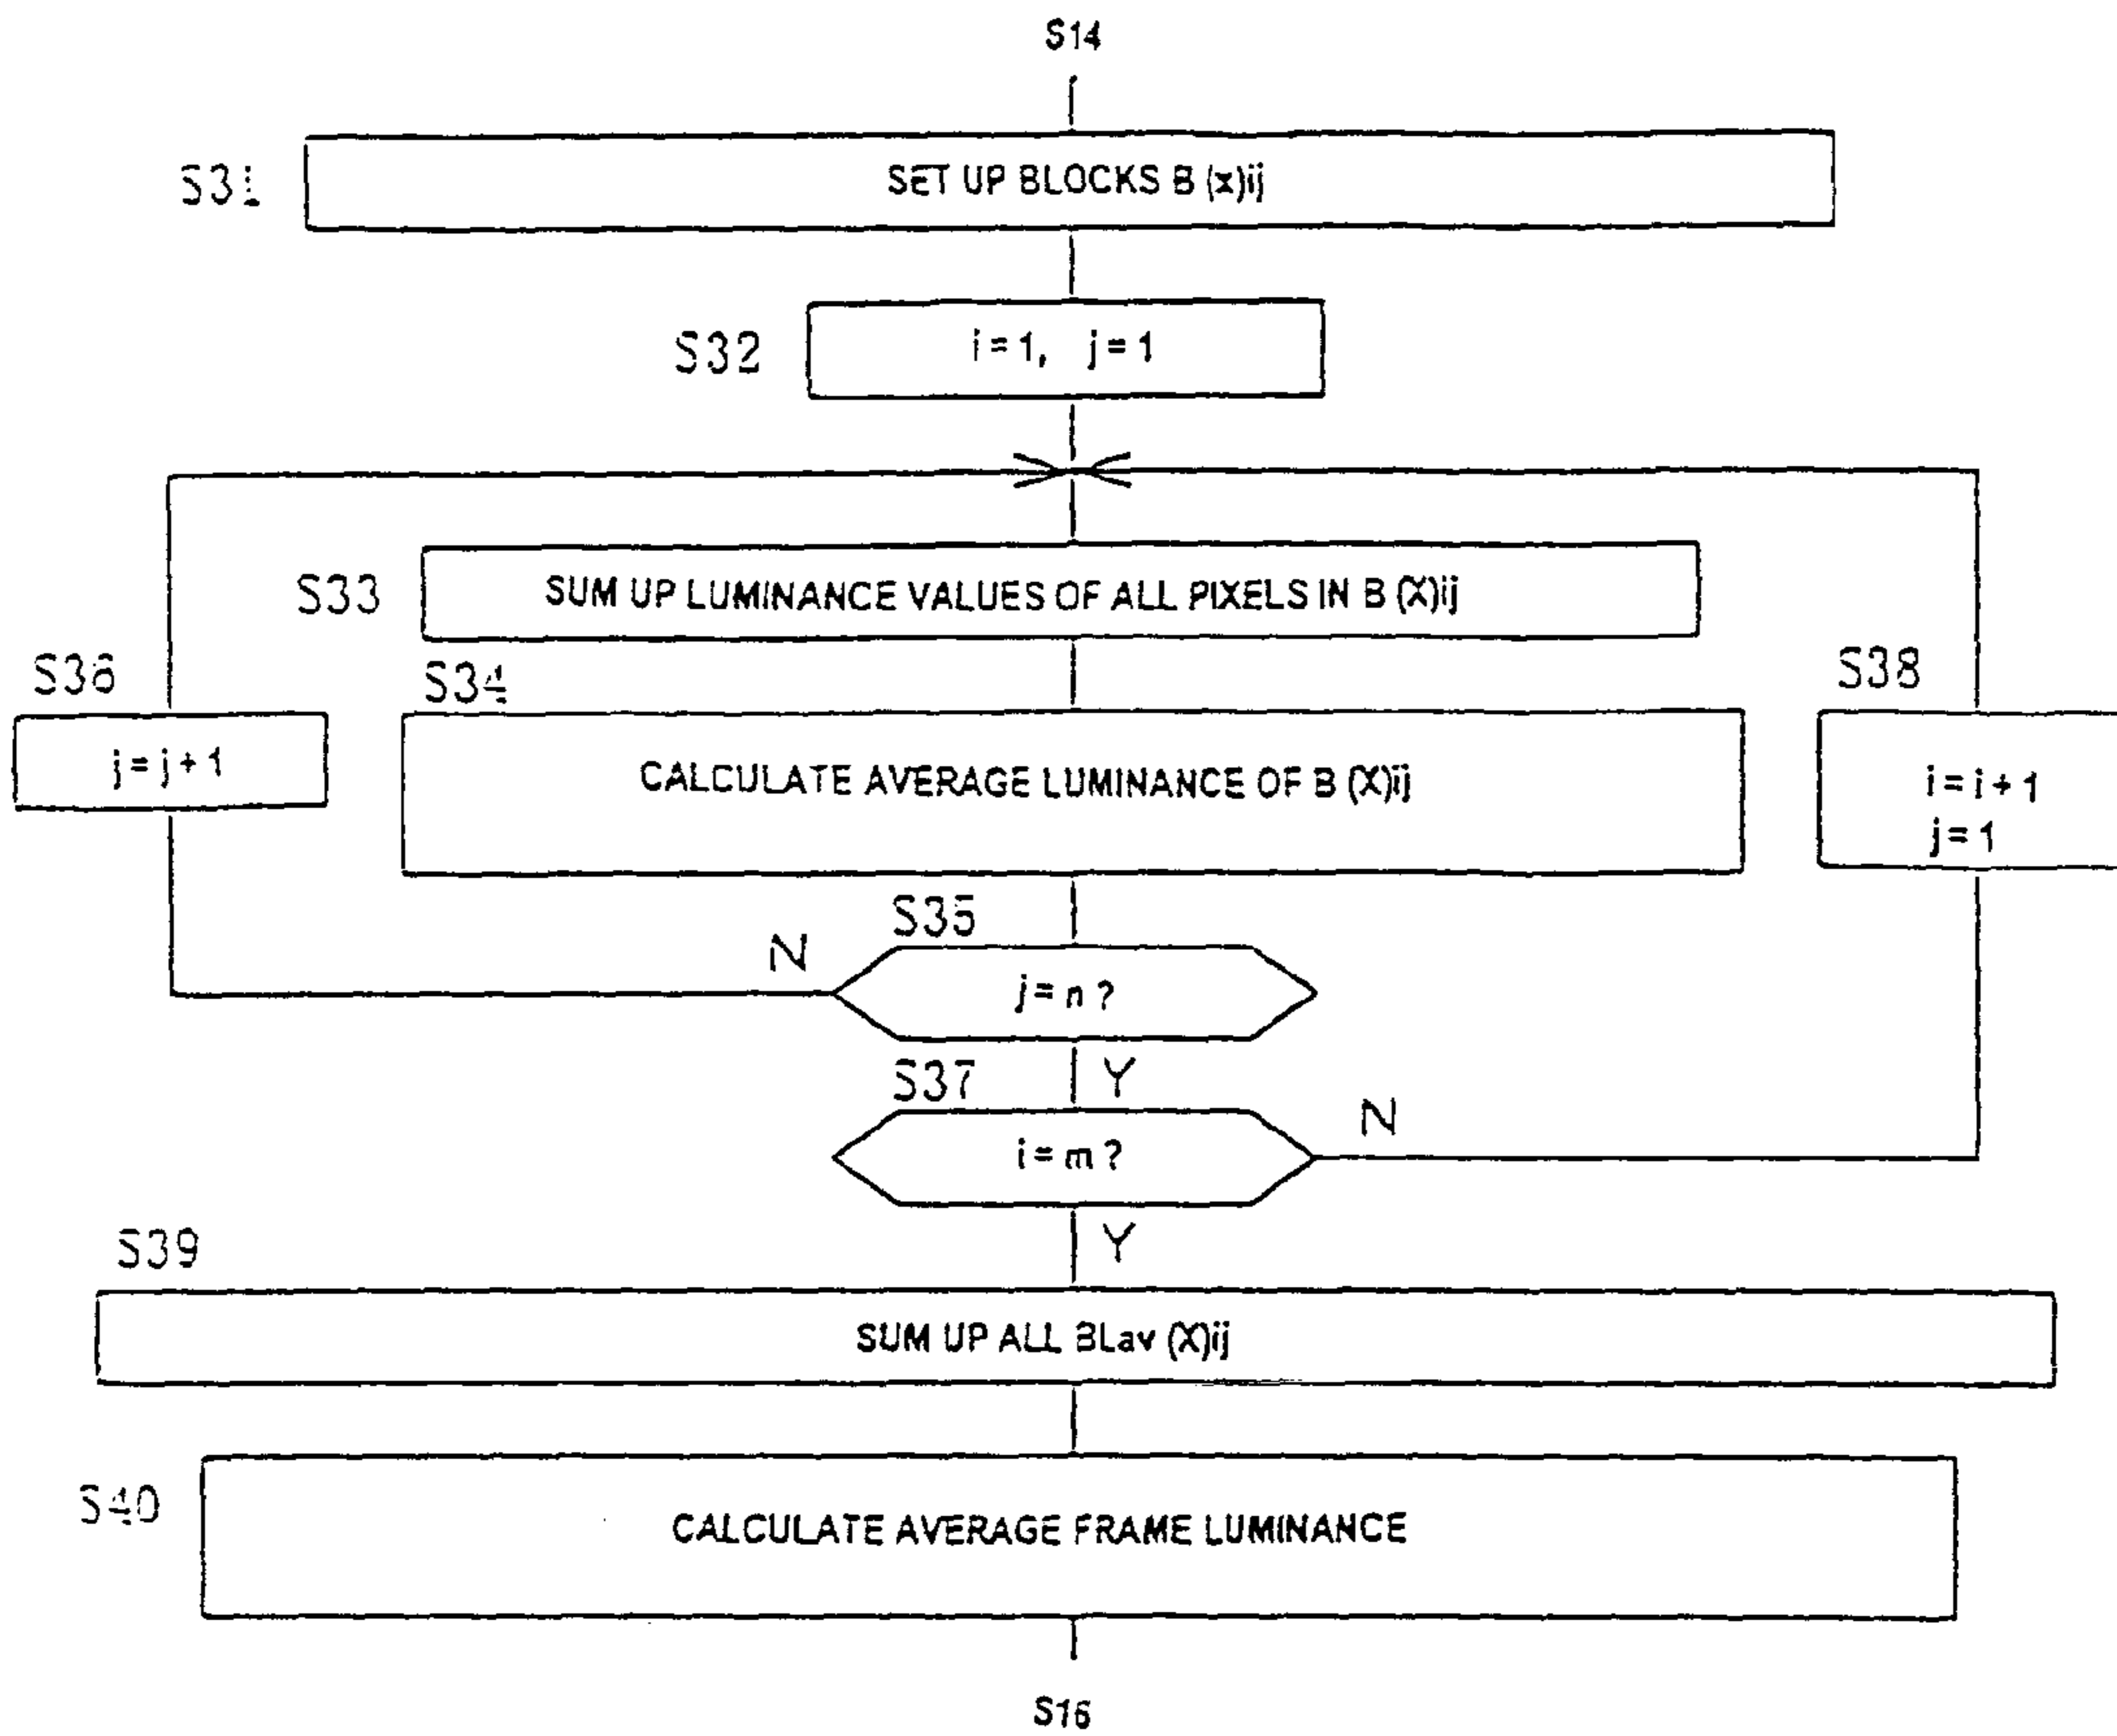 S14
S31 SET UP BLOCKS B (x)ij
S32 i = 1, j = 1
S33 SUM UP LUMINANCE VALUES OF ALL PIXELS IN B (X)ij
S36 S34 S38
j = j + 1 CALCULATE AVERAGE LUMINANCE OF B (X)ij i = i + 1
j = 1
S35
N j = n ?
S37 Y
i = m ? N
Y
S39
SUM UP ALL BLav (X)ij
S40 CALCULATE AVERAGE FRAME LUMINANCE
S16